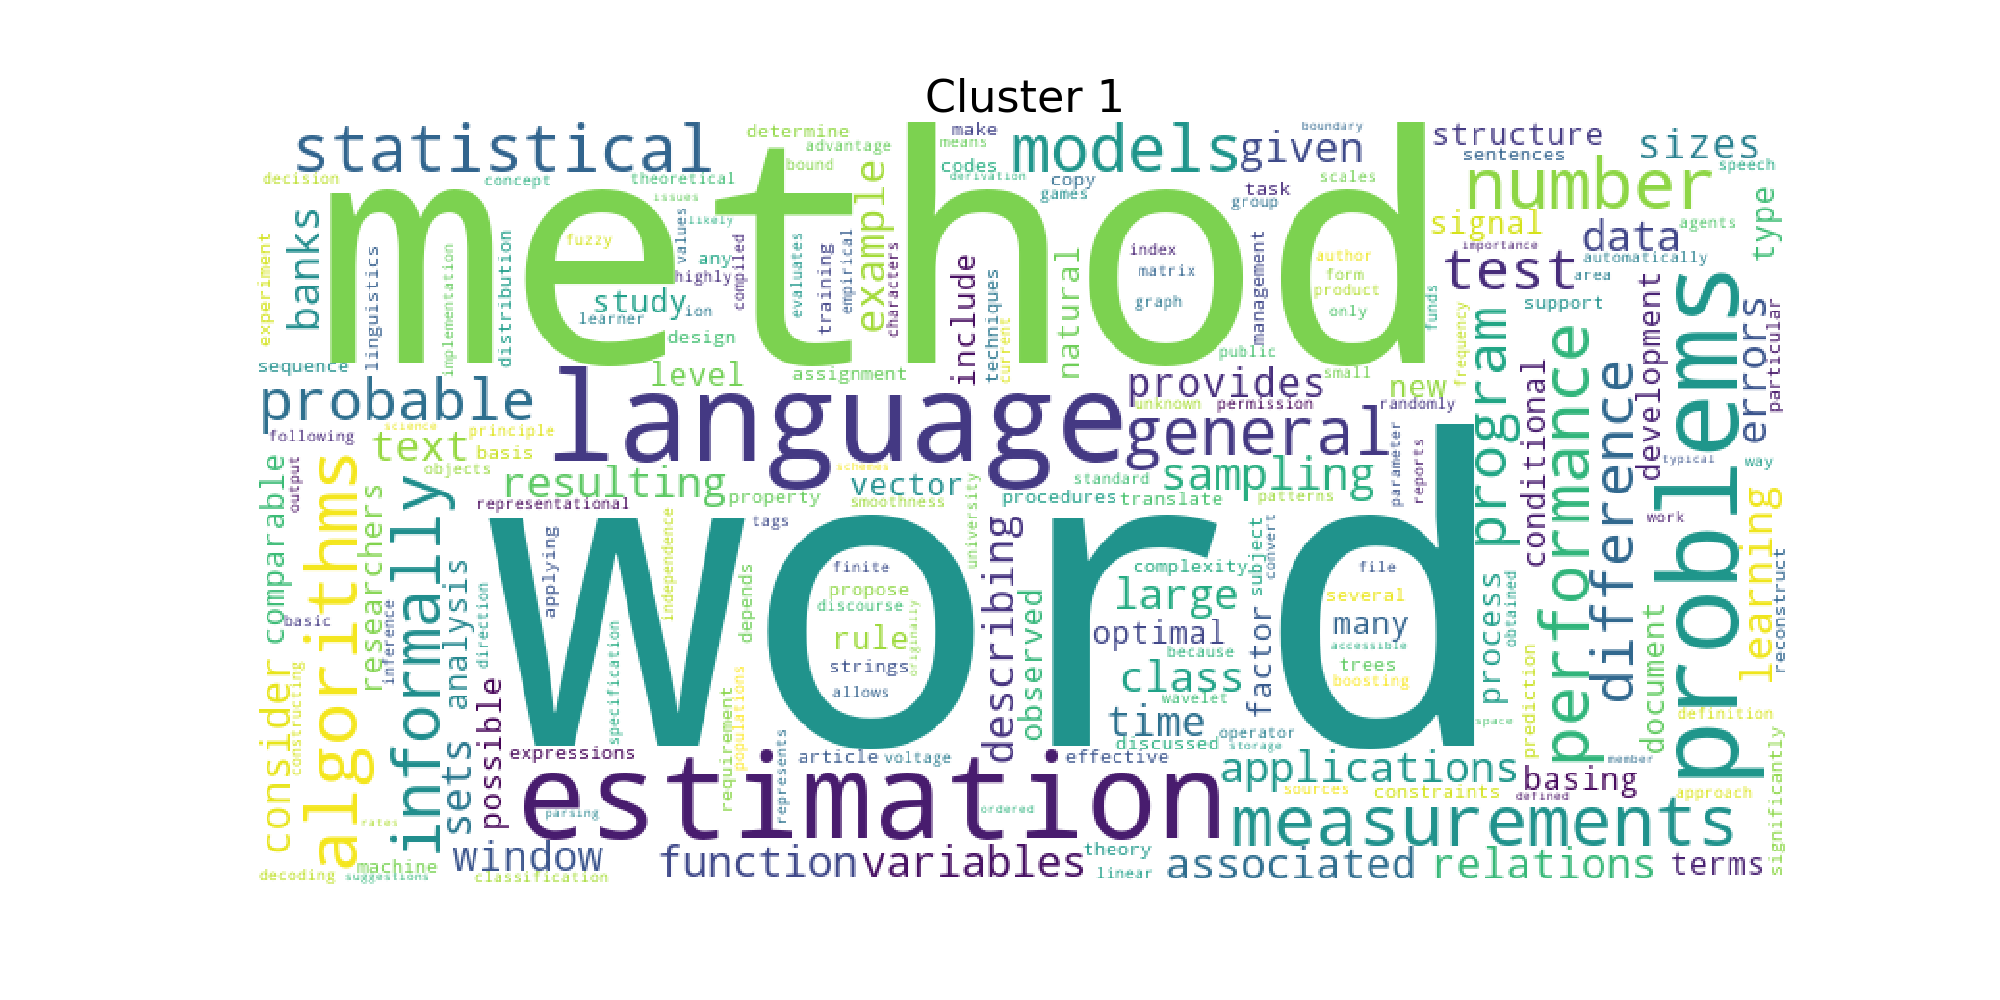 Cluster 1
statistical
determine
make
boundary
structure
advantage
means
models
given
sentences
sizes
bound
codes
derivation
copy
speech
decision
concept
theoretical
games
task
group
scales
number
issues
method
example
values
likely
signal
agents
type
banks
linguistics
experiment
fuzzy
any
highly
compiled
evaluates
training
empirical
characters
natural
index
matrix
graph
management
author
form
product
only
importance
data
automatically
test
area
support
study
ion
learner
design
implementation
distribution
include
techniques
current
public
small
funds
frequency
development
errors
particular
problems
sequence
level
assignment
provides
new
program
performance
conditional
difference
probable
language
unknown
permission
randomly
general
following
science
principle
text
basis
objects
schemes
resulting
property
vector
standard
sampling
procedures
translate
patterns
parameter
reports
typical
way
work
learning
reconstruct
representational
smoothness
university
tags
comparable
output
algorithms
researchers
informally
analysis
inference
basic
direction
applying
independence
word
finite
propose
discourse
rule
originally
strings
allows
describing
observed
complexity
subject
convert
large
optimal
because
class
wavelet
factor
time
operator
discussed
storage
file
several
many
accessible
trees
boosting
process
obtained
space
prediction
document
definition
significantly
consider
constructing
sets
possible
specification
depends
requirement
populations
represents
expressions
article
voltage
effective
applications
member
basing
sources
constraints
defined
approach
estimation
parsing
ordered
measurements
rates
machine
window
function
variables
theory
linear
associated
relations
terms
decoding
suggestions
classification